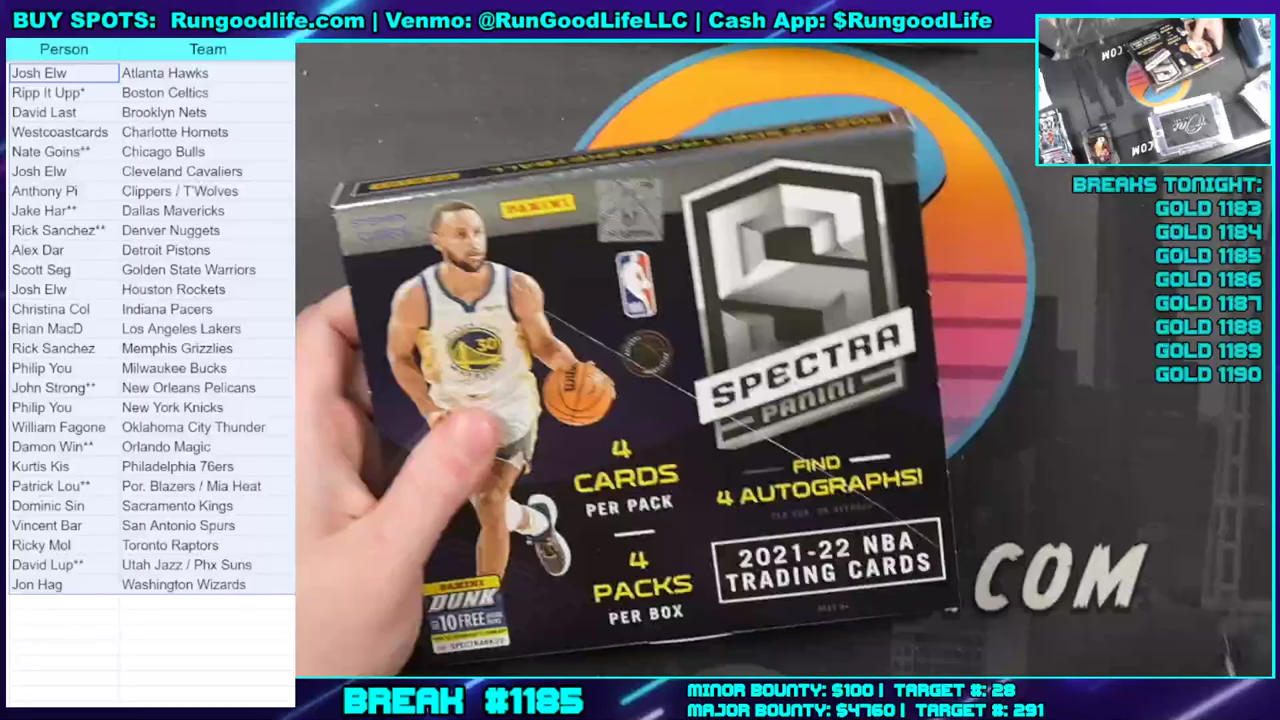 BUY SPOTS: Rungoodlife.com | Venmo: @RunGoodLifeLLC | Cash App: $RungoodLife
Person Team
Josh Elw Atlanta Hawks
Ripp It Upp* Boston Celtics
David Last Brooklyn Nets
Westcoastcards Charlotte Hornets
Nate Goins** Chicago Bulls
Josh Elw Cleveland Cavaliers
Anthony Pi Clippers / T'Wolves
Jake Har** Dallas Mavericks
Rick Sanchez** Denver Nuggets
Alex Dar Detroit Pistons
Scott Seg Golden State Warriors
Josh Elw Houston Rockets
Christina Col Indiana Pacers
Brian MacD Los Angeles Lakers
Rick Sanchez Memphis Grizzlies
Philip You Milwaukee Bucks
John Strong** New Orleans Pelicans
Philip You New York Knicks
William Fagone Oklahoma City Thunder
Damon Win** Orlando Magic
Kurtis Kis Philadelphia 76ers
Patrick Lou** Por. Blazers / Mia Heat
Dominic Sin Sacramento Kings
Vincent Bar San Antonio Spurs
Ricky Mol Toronto Raptors
David Lup** Utah Jazz / Phx Suns
Jon Hag Washington Wizards
PANINI
30
SPECTRA
PANINI
4
CARDS
PER PACK
4
PACKS
PER BOX
FIND
4 AUTOGRAPHS!
2021-22 NBA
TRADING CARDS
PANINI
DUNK
10 FREE
.COM
BREAKS TONIGHT:
GOLD 1183
GOLD 1184
GOLD 1185
GOLD 1186
GOLD 1187
GOLD 1188
GOLD 1189
GOLD 1190
BREAK #1185
MINOR BOUNTY: $100 | TARGET #: 28
MAJOR BOUNTY: $4760 | TARGET #: 291